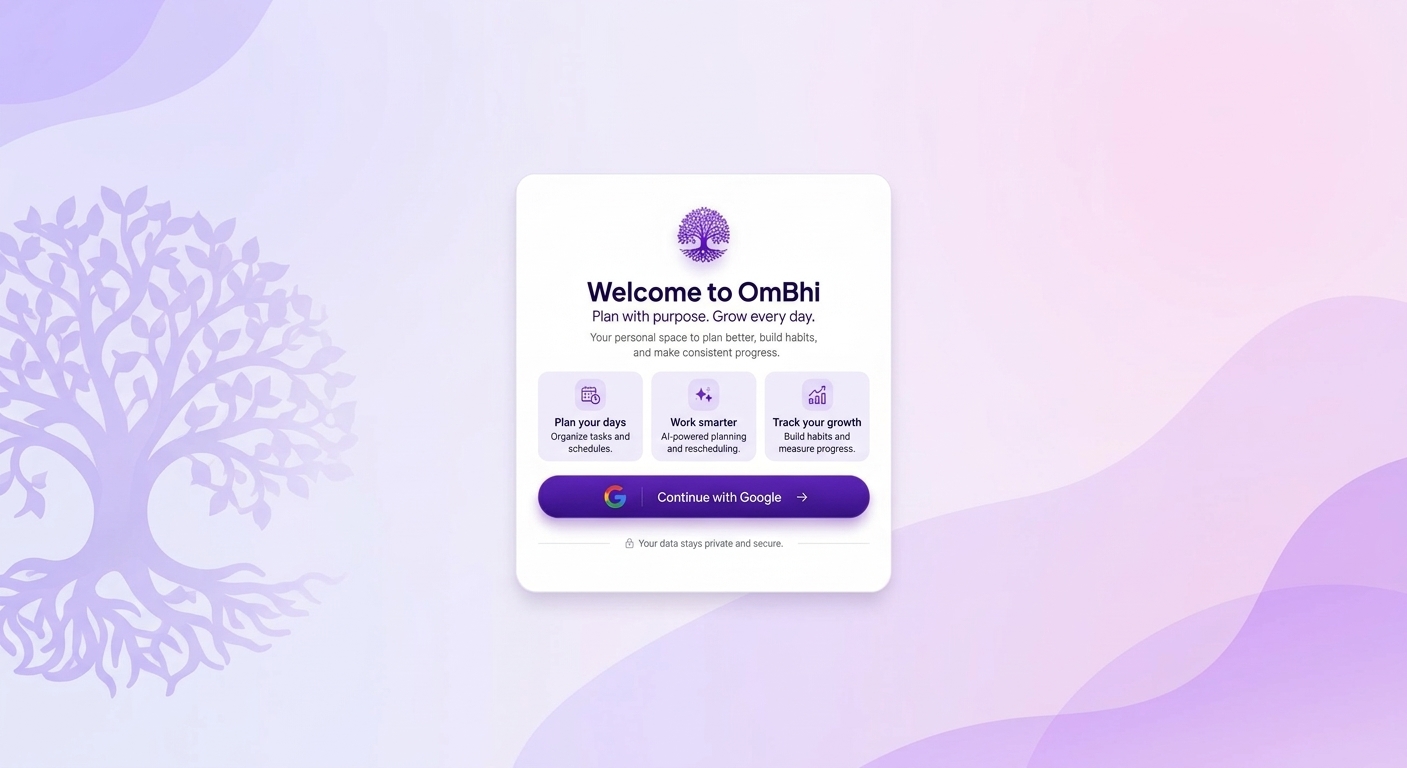 Welcome to OmBhi
Plan with purpose. Grow every day.
Your personal space to plan better, build habits,
and make consistent progress.
Plan your days
Organize tasks and
schedules.
Work smarter
AI-powered planning
and rescheduling.
Track your growth
Build habits and
measure progress.
Continue with Google
Your data stays private and secure.